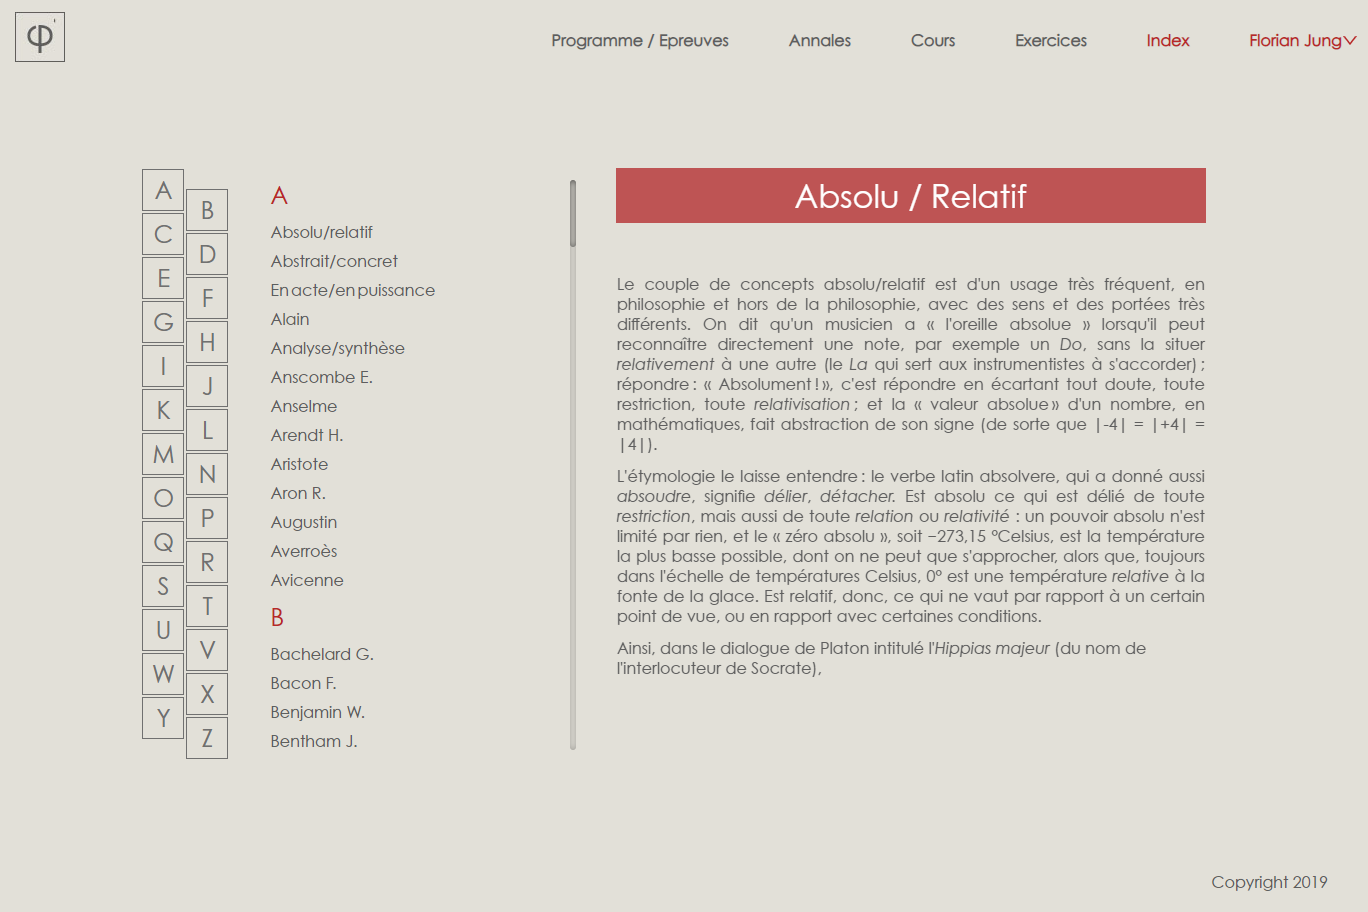 φ'
Programme / Epreuves
Annales
Cours
Exercices
Index
Florian Jung
A
B
C
D
E
F
G
H
I
J
K
L
M
N
O
P
Q
R
S
T
U
V
W
X
Y
Z
A
Absolu/relatif
Abstrait/concret
En acte/en puissance
Alain
Analyse/synthèse
Anscombe E.
Anselme
Arendt H.
Aristote
Aron R.
Augustin
Averroès
Avicenne
B
Bachelard G.
Bacon F.
Benjamin W.
Bentham J.
Absolu / Relatif
Le couple de concepts absolu/relatif est d'un usage très fréquent, en
philosophie et hors de la philosophie, avec des sens et des portées très
différents. On dit qu'un musicien a « l'oreille absolue » lorsqu'il peut
reconnaître directement une note, par exemple un Do, sans la situer
relativement à une autre (le La qui sert aux instrumentistes à s'accorder) ;
répondre : « Absolument ! », c'est répondre en écartant tout doute, toute
restriction, toute relativisation ; et la « valeur absolue » d'un nombre, en
mathématiques, fait abstraction de son signe (de sorte que |-4| = |+4| =
|4|).
L'étymologie le laisse entendre : le verbe latin absolvere, qui a donné aussi
absoudre, signifie délier, détacher. Est absolu ce qui est délié de toute
restriction, mais aussi de toute relation ou relativité : un pouvoir absolu n'est
limité par rien, et le « zéro absolu », soit −273,15 °Celsius, est la température
la plus basse possible, dont on ne peut que s'approcher, alors que, toujours
dans l'échelle de températures Celsius, 0° est une température relative à la
fonte de la glace. Est relatif, donc, ce qui ne vaut par rapport à un certain
point de vue, ou en rapport avec certaines conditions.
Ainsi, dans le dialogue de Platon intitulé l'Hippias majeur (du nom de
l'interlocuteur de Socrate),
Copyright 2019